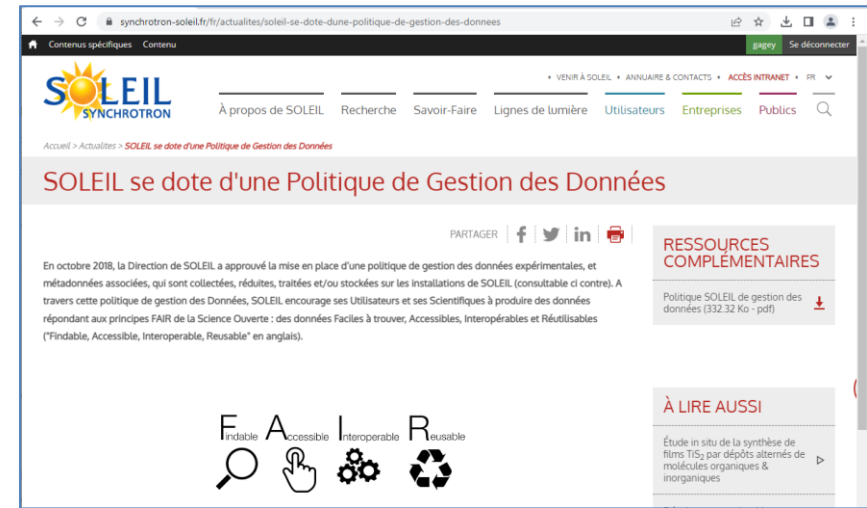 synchrotron-soleil.fr/fr/actualites/soleil-se-dote-dune-politique-de-gestion-des-donnees
Contenus spécifiques Contenu
gagey Se déconnecter
SOLEIL
SYNCHROTRON
• VENIR À SOLEIL • ANNUAIRE & CONTACTS • ACCÈS INTRANET • FR
À propos de SOLEIL Recherche Savoir-Faire Lignes de lumière Utilisateurs Entreprises Publics
Accueil > Actualites > SOLEIL se dote d'une Politique de Gestion des Données
SOLEIL se dote d'une Politique de Gestion des Données
PARTAGER
En octobre 2018, la Direction de SOLEIL a approuvé la mise en place d'une politique de gestion des données expérimentales, et
métadonnées associées, qui sont collectées, réduites, traitées et/ou stockées sur les installations de SOLEIL (consultable ci contre). A
travers cette politique de gestion des Données, SOLEIL encourage ses Utilisateurs et ses Scientifiques à produire des données
répondant aux principes FAIR de la Science Ouverte : des données Faciles à trouver, Accessibles, Interopérables et Réutilisables
("Findable, Accessible, Interoperable, Reusable" en anglais).
Findable Accessible Interoperable Reusable
RESSOURCES
COMPLÉMENTAIRES
Politique SOLEIL de gestion des
données (332.32 Ko - pdf)
À LIRE AUSSI
Étude in situ de la synthèse de
films TiS₂ par dépôts alternés de
molécules organiques &
inorganiques